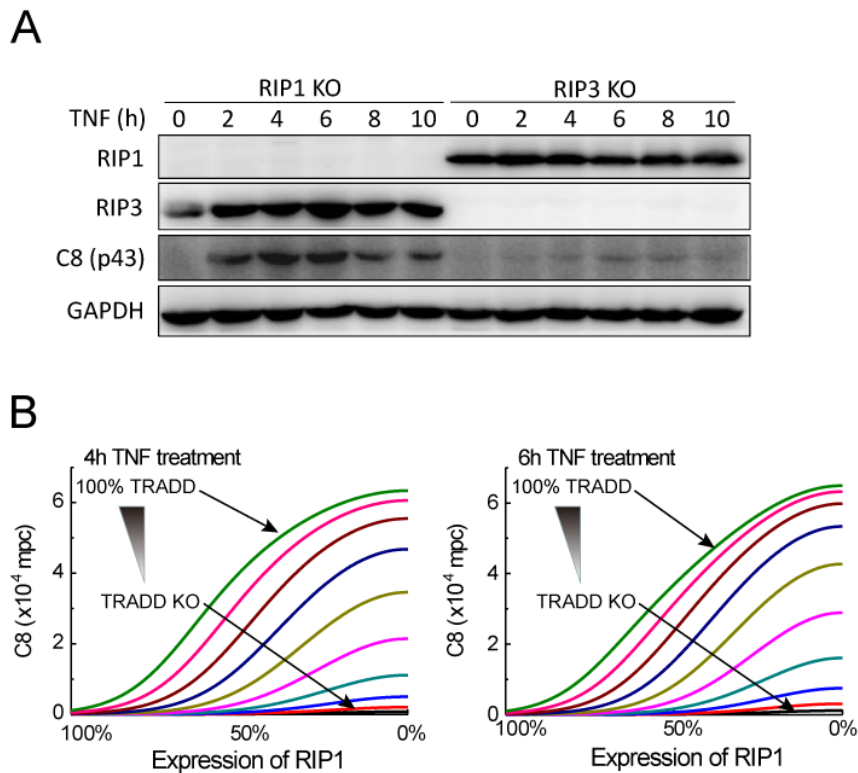 A
RIP1 KO RIP3 KO
TNF (h) 0 2 4 6 8 10 0 2 4 6 8 10
RIP1
RIP3
C8 (p43)
GAPDH
B
4h TNF treatment
100% TRADD
TRADD KO
C8 (x10⁴ mpc)
6
4
2
0
100% 50% 0%
Expression of RIP1
6h TNF treatment
100% TRADD
TRADD KO
C8 (x10⁴ mpc)
6
4
2
0
100% 50% 0%
Expression of RIP1